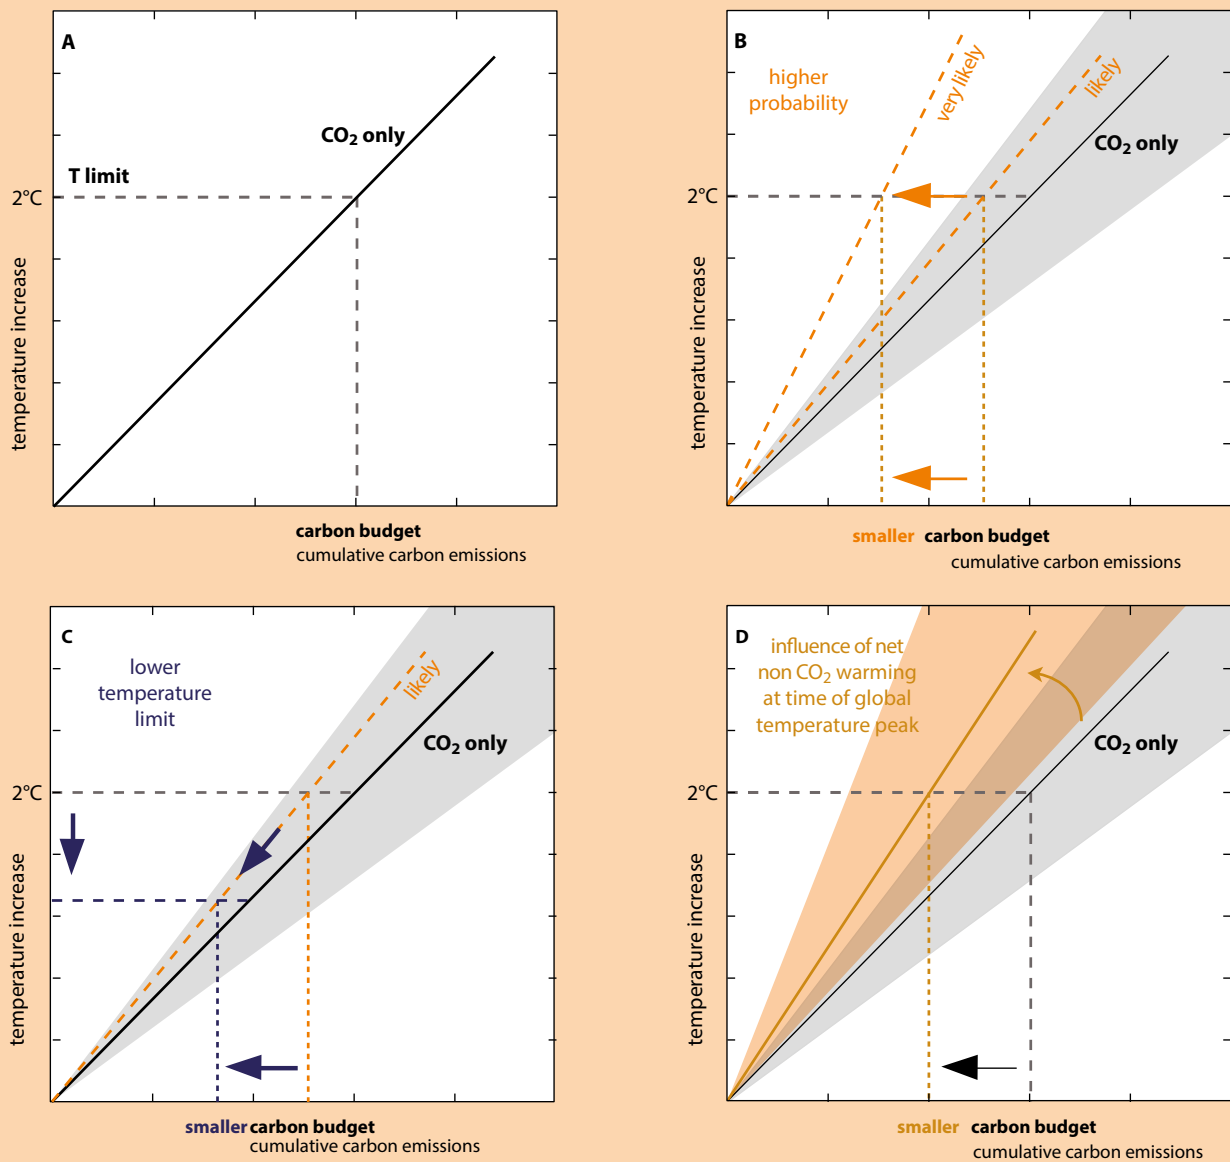 A
CO₂ only
T limit
2°C
temperature increase
carbon budget
cumulative carbon emissions
B
higher
probability
very likely
likely
CO₂ only
2°C
temperature increase
smaller carbon budget
cumulative carbon emissions
C
lower
temperature
limit
likely
CO₂ only
2°C
temperature increase
smaller carbon budget
cumulative carbon emissions
D
influence of net
non CO₂ warming
at time of global
temperature peak
CO₂ only
2°C
temperature increase
smaller carbon budget
cumulative carbon emissions